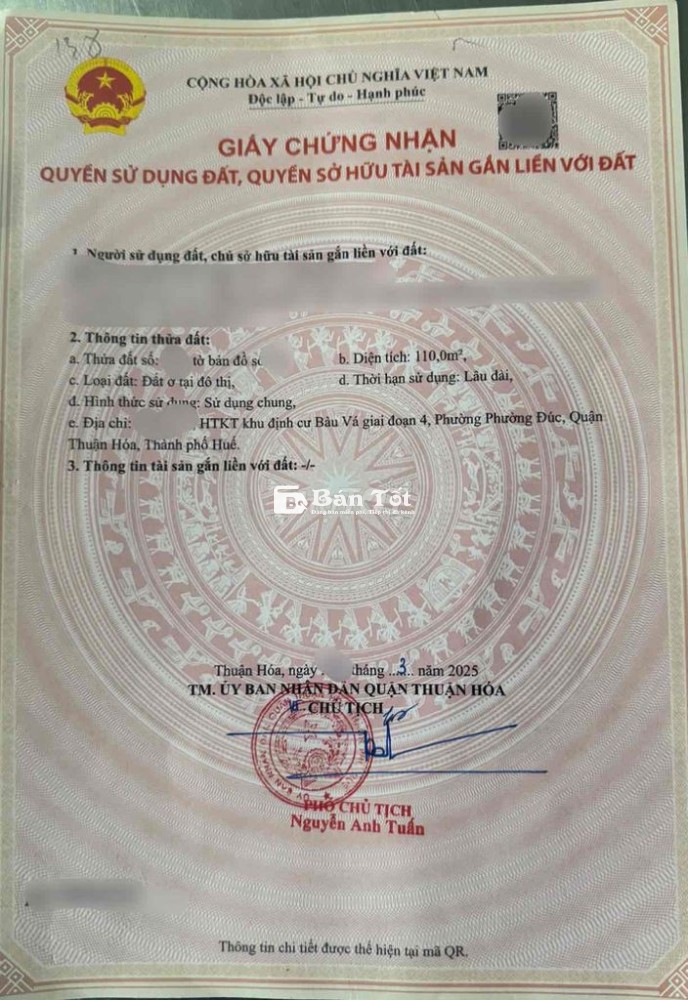 138
CỘNG HÒA XÃ HỘI CHỦ NGHĨA VIỆT NAM
Độc lập - Tự do - Hạnh phúc
GIẤY CHỨNG NHẬN
QUYỀN SỬ DỤNG ĐẤT, QUYỀN SỞ HỮU TÀI SẢN GẮN LIỀN VỚI ĐẤT
1. Người sử dụng đất, chủ sở hữu tài sản gắn liền với đất:
2. Thông tin thửa đất:
a. Thửa đất số: tờ bản đồ số b. Diện tích: 110,0m²,
c. Loại đất: Đất ở tại đô thị, d. Thời hạn sử dụng: Lâu dài,
đ. Hình thức sử dụng: Sử dụng chung,
e. Địa chỉ: HTKT khu định cư Bàu Vá giai đoạn 4, Phường Phường Đúc, Quận
Thuận Hóa, Thành phố Huế.
3. Thông tin tài sản gắn liền với đất: -/-
Bán Tốt
Thuận Hóa, ngày tháng 3 năm 2025
TM. ỦY BAN NHÂN DÂN QUẬN THUẬN HÓA
CHỦ TỊCH
PHÓ CHỦ TỊCH
Nguyễn Anh Tuấn
Thông tin chi tiết được thể hiện tại mã QR.